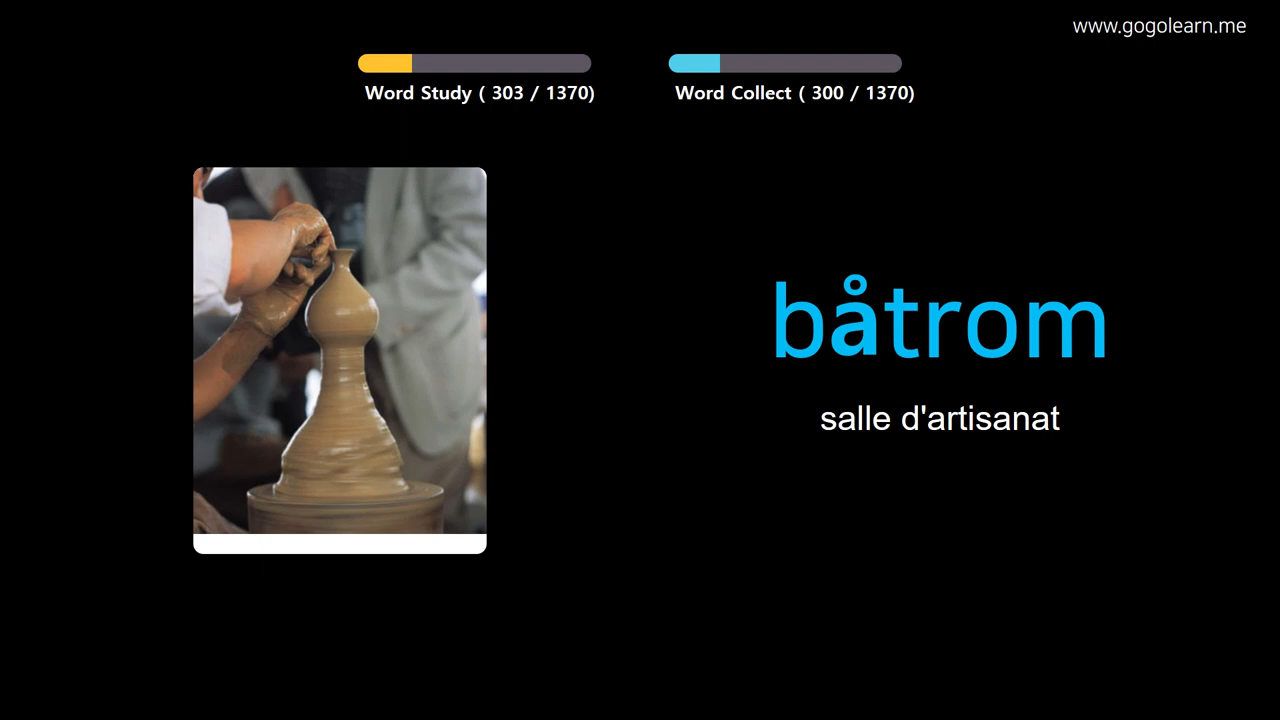 www.gogolearn.me
Word Study ( 303 / 1370)
Word Collect ( 300 / 1370)
båtrom
salle d'artisanat